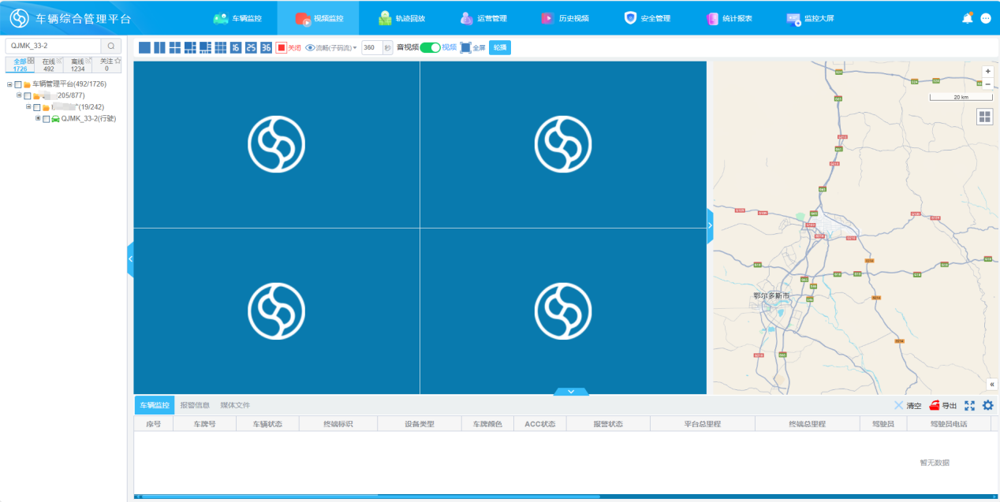 车辆综合管理平台 车辆监控 视频监控 轨迹回放 运营管理 历史视频 安全管理 统计报表 监控大屏
QJMK_33-2
16 25 36 关闭 流畅(子码流) 360 秒 音视频 视频 全屏 轮播
全部 在线 离线 关注
1726 492 1234 0
车辆管理平台(492/1726)
205/877)
(19/242)
QJMK_33-2(行驶)
20 km
鄂尔多斯市
车辆监控 报警信息 媒体文件 清空 导出
序号 车牌号 车辆状态 终端标识 设备类型 车牌颜色 ACC状态 报警状态 平台总里程 终端总里程 驾驶员 驾驶员电话
暂无数据